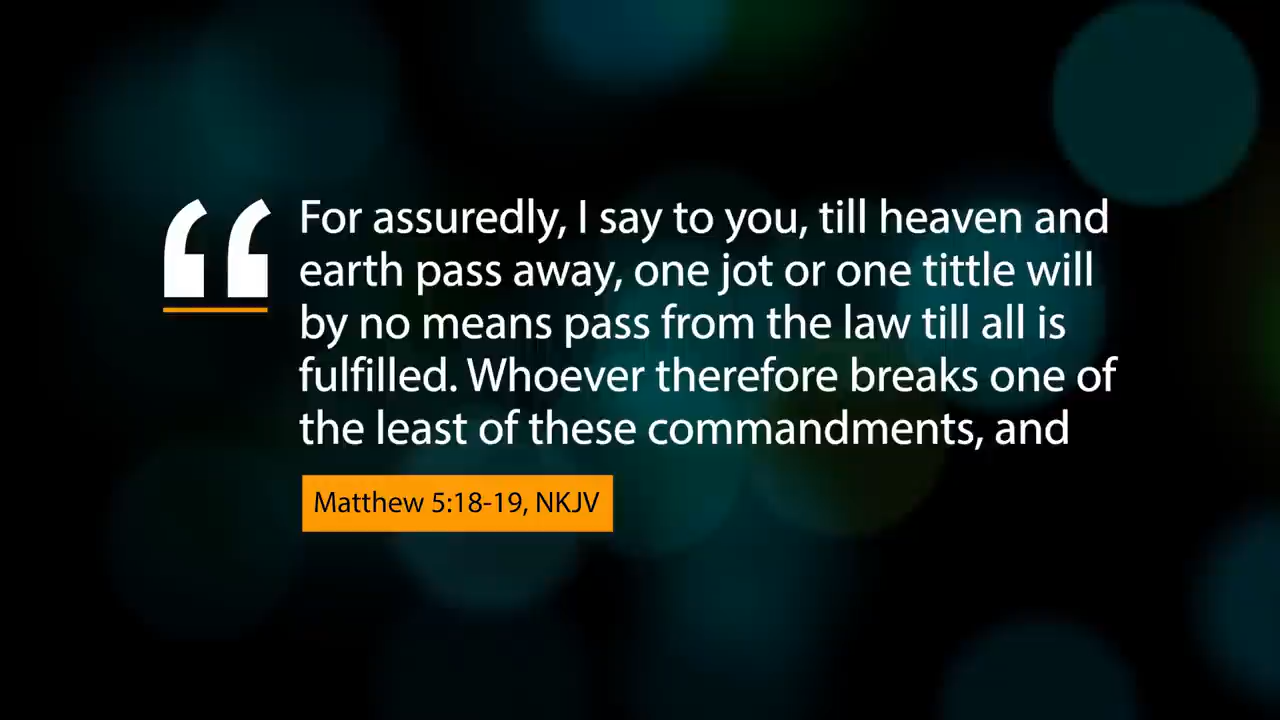 “
For assuredly, I say to you, till heaven and
earth pass away, one jot or one tittle will
by no means pass from the law till all is
fulfilled. Whoever therefore breaks one of
the least of these commandments, and
Matthew 5:18-19, NKJV